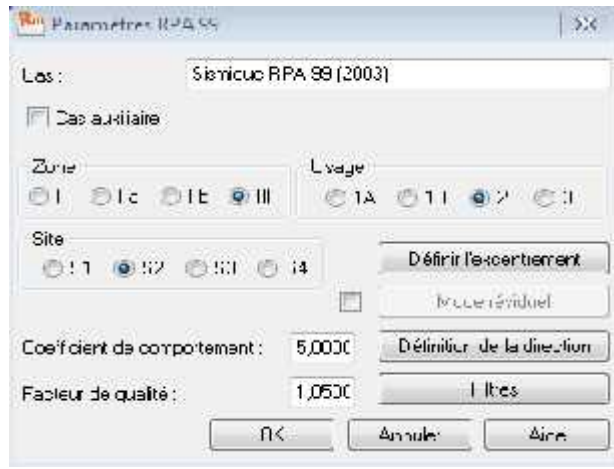 Paramètres RPA 99
Cas : Sismique RPA 99 (2003)
Cas auxiliaire
Zone Usage
I IIa IIb III 1A 1B 2 3
Site
S1 S2 S3 S4
Définir l'excentrement
Mode résiduel
Coefficient de comportement : 5,0000 Définition de la direction
Facteur de qualité : 1,0500 Filtres
OK Annuler Aide